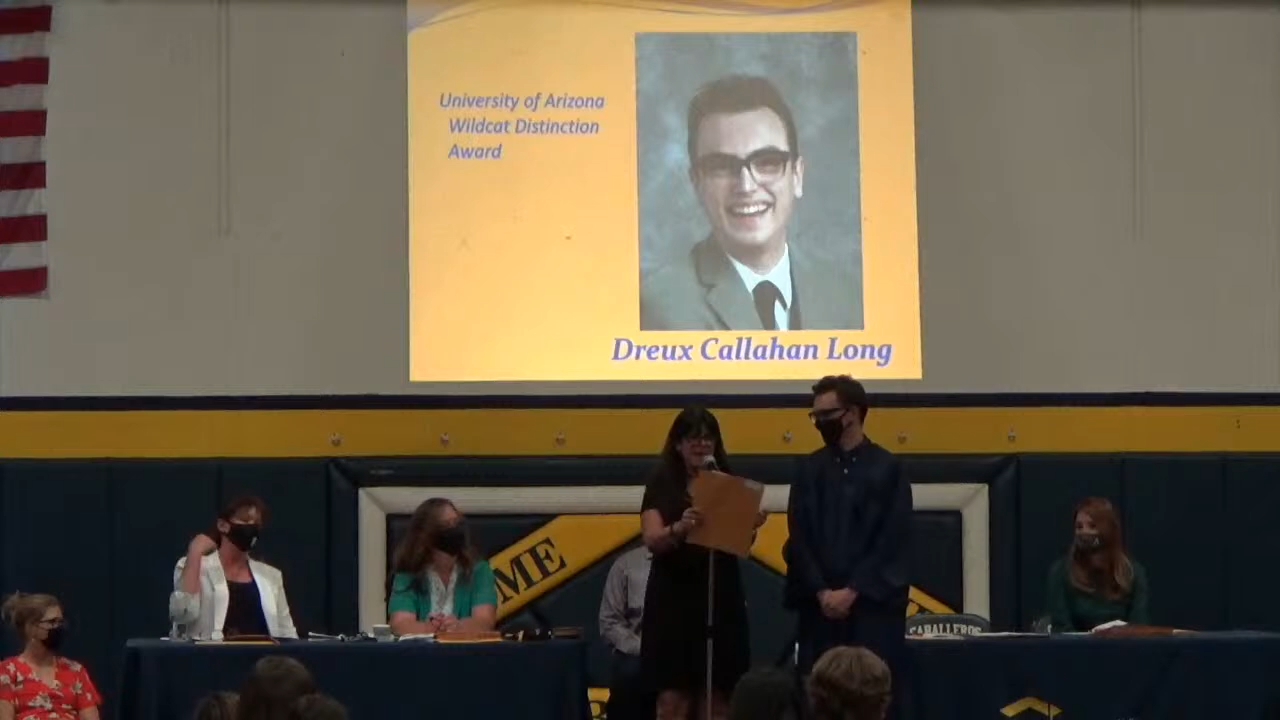 University of Arizona
Wildcat Distinction
Award
Dreux Callahan Long
ME
CABALLEROS